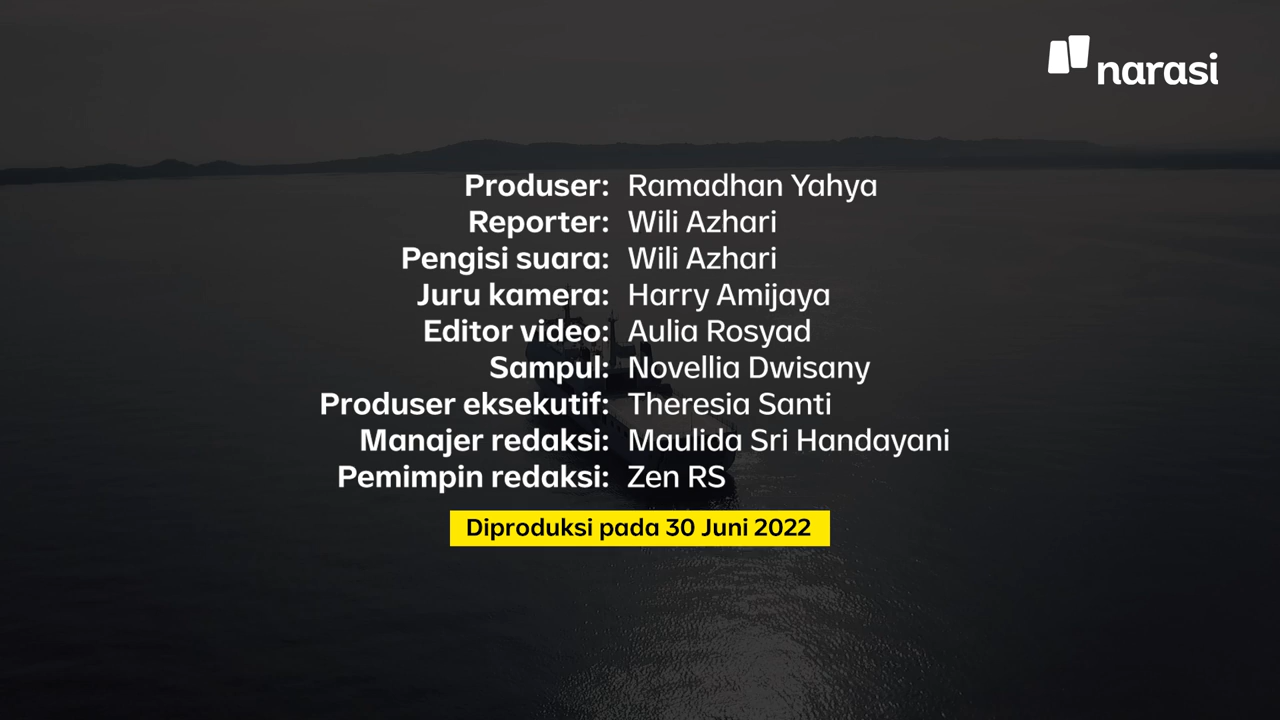 narasi
Produser: Ramadhan Yahya
Reporter: Wili Azhari
Pengisi suara: Wili Azhari
Juru kamera: Harry Amijaya
Editor video: Aulia Rosyad
Sampul: Novellia Dwisany
Produser eksekutif: Theresia Santi
Manajer redaksi: Maulida Sri Handayani
Pemimpin redaksi: Zen RS
Diproduksi pada 30 Juni 2022